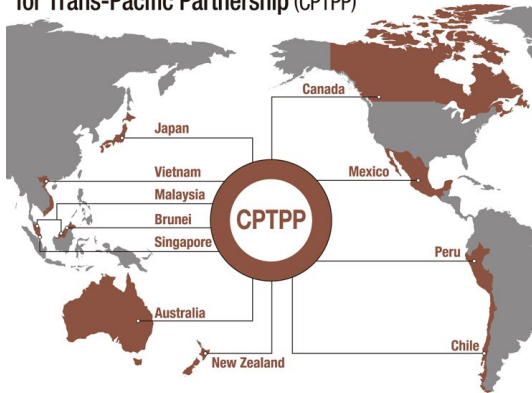 for Trans-Pacific Partnership (CPTPP)
Canada
Japan
Vietnam
Mexico
Malaysia
Brunei
CPTPP
Singapore
Peru
Australia
Chile
New Zealand